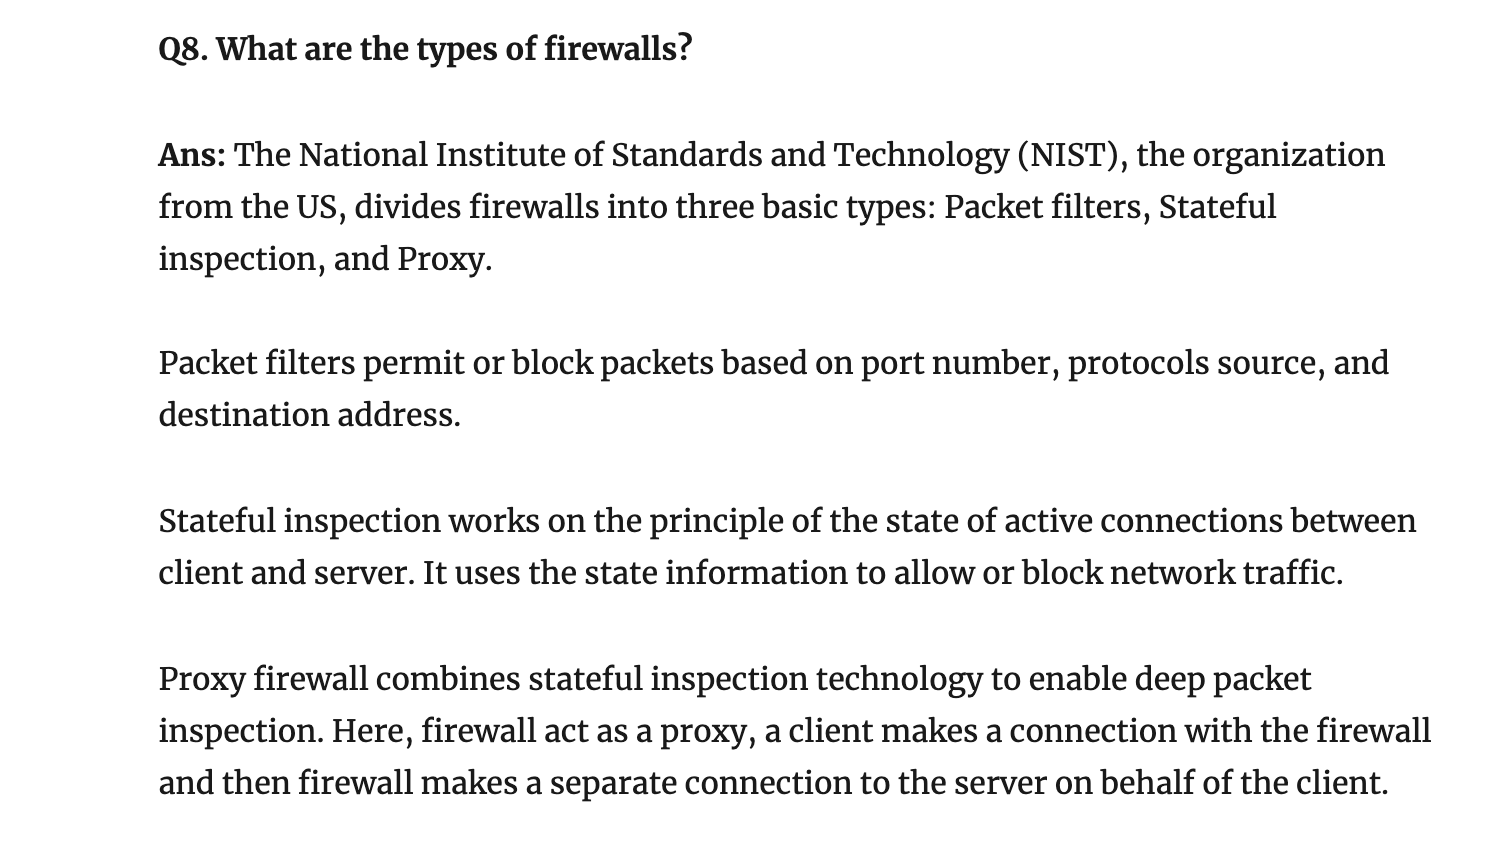 Q8. What are the types of firewalls?
Ans: The National Institute of Standards and Technology (NIST), the organization
from the US, divides firewalls into three basic types: Packet filters, Stateful
inspection, and Proxy.
Packet filters permit or block packets based on port number, protocols source, and
destination address.
Stateful inspection works on the principle of the state of active connections between
client and server. It uses the state information to allow or block network traffic.
Proxy firewall combines stateful inspection technology to enable deep packet
inspection. Here, firewall act as a proxy, a client makes a connection with the firewall
and then firewall makes a separate connection to the server on behalf of the client.